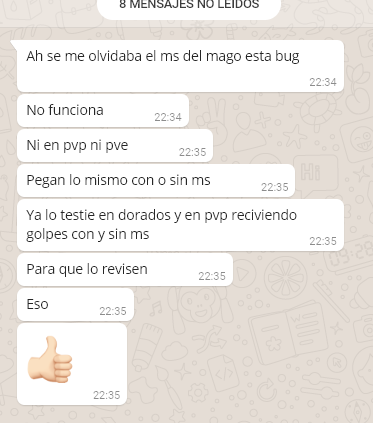 8 MENSAJES NO LEÍDOS
Ah se me olvidaba el ms del mago esta bug
22:34
No funciona
22:34
Ni en pvp ni pve
22:35
Pegan lo mismo con o sin ms
22:35
Ya lo testie en dorados y en pvp reciviendo
golpes con y sin ms
22:35
Para que lo revisen
22:35
Eso
22:35
22:35